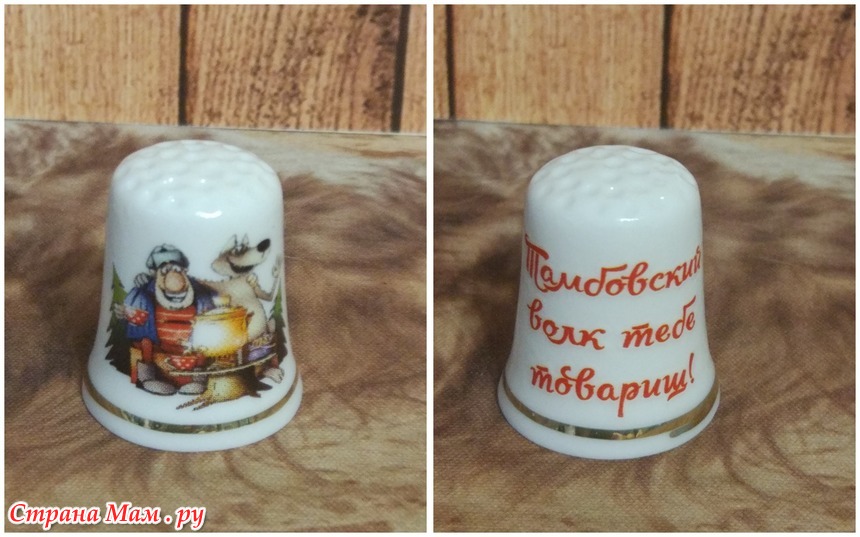 Тамбовский
волк тебе
товарищ!
Страна Мам . ру